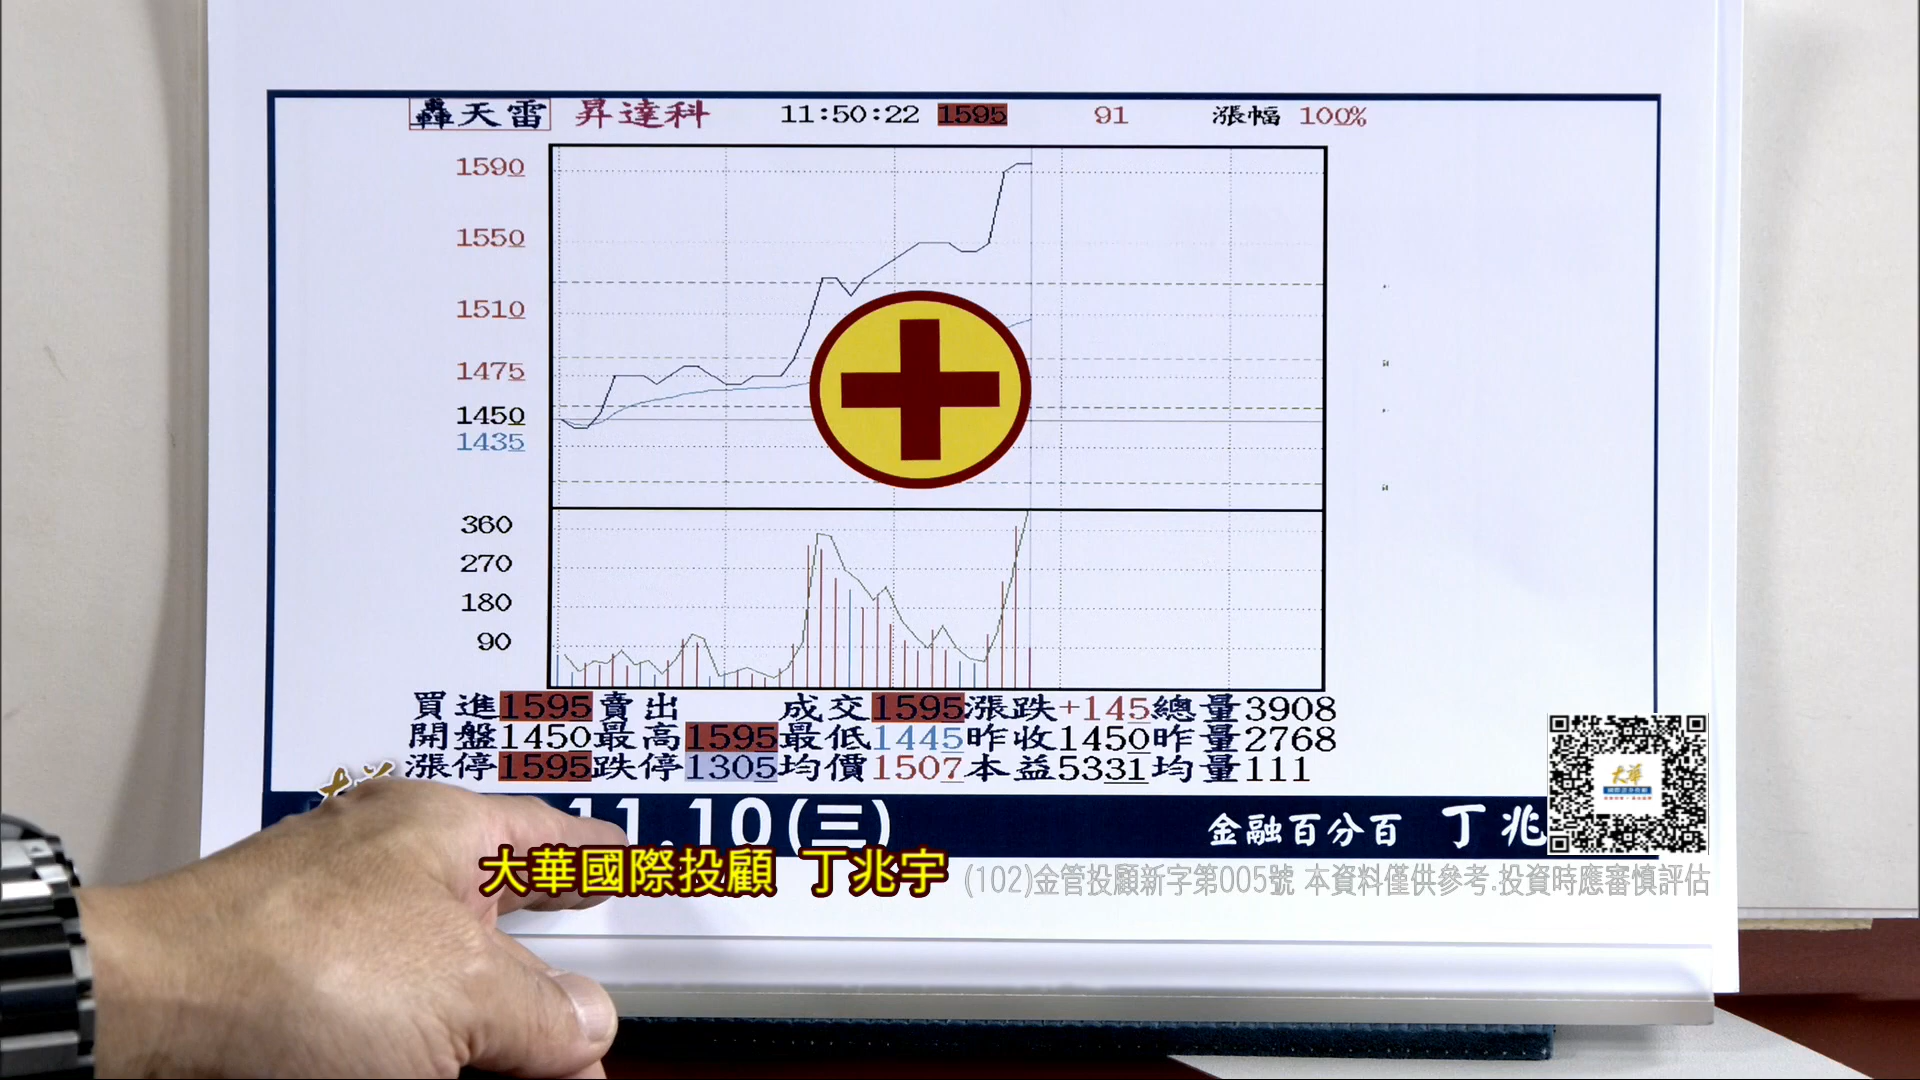 轟天雷 昇達科 11:50:22 1595 91 漲幅 100%
1590
1550
1510
1475
1450
1435
360
270
180
90
買進1595賣出 成交1595漲跌+145總量3908
開盤1450最高1595最低1445昨收1450昨量2768
漲停1595跌停1305均價1507本益5331均量111
11.10(三) 金融百分百 丁兆
大華
大華國際投顧 丁兆宇 (102)金管投顧新字第005號 本資料僅供參考.投資時應審慎評估